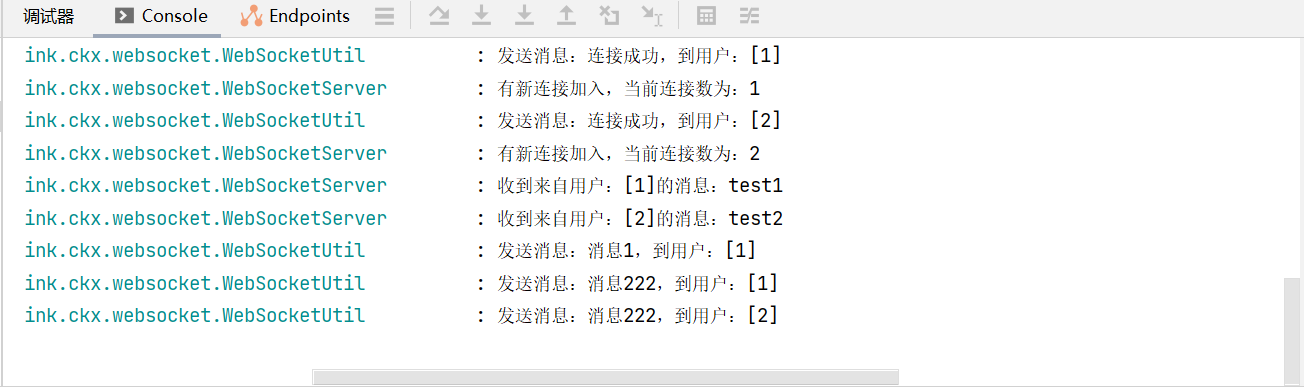 调试器 Console Endpoints
ink.ckx.websocket.WebSocketUtil : 发送消息：连接成功，到用户：[1]
ink.ckx.websocket.WebSocketServer : 有新连接加入，当前连接数为：1
ink.ckx.websocket.WebSocketUtil : 发送消息：连接成功，到用户：[2]
ink.ckx.websocket.WebSocketServer : 有新连接加入，当前连接数为：2
ink.ckx.websocket.WebSocketServer : 收到来自用户：[1]的消息：test1
ink.ckx.websocket.WebSocketServer : 收到来自用户：[2]的消息：test2
ink.ckx.websocket.WebSocketUtil : 发送消息：消息1，到用户：[1]
ink.ckx.websocket.WebSocketUtil : 发送消息：消息222，到用户：[1]
ink.ckx.websocket.WebSocketUtil : 发送消息：消息222，到用户：[2]